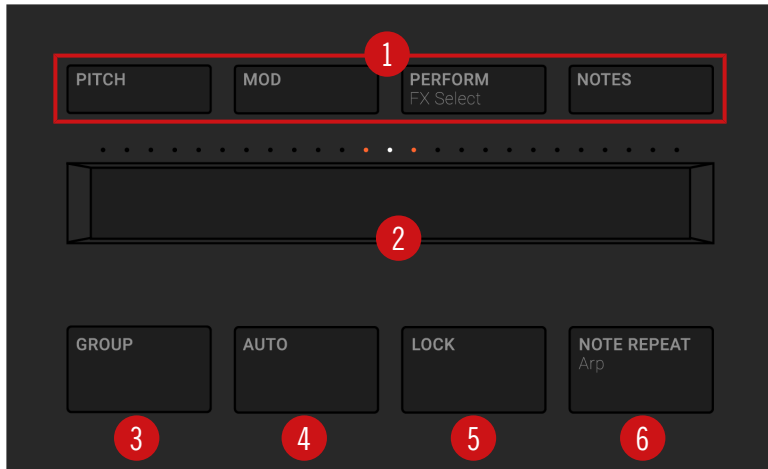 1
PITCH
MOD
PERFORM
FX Select
NOTES
2
GROUP
AUTO
LOCK
NOTE REPEAT
Arp
3
4
5
6